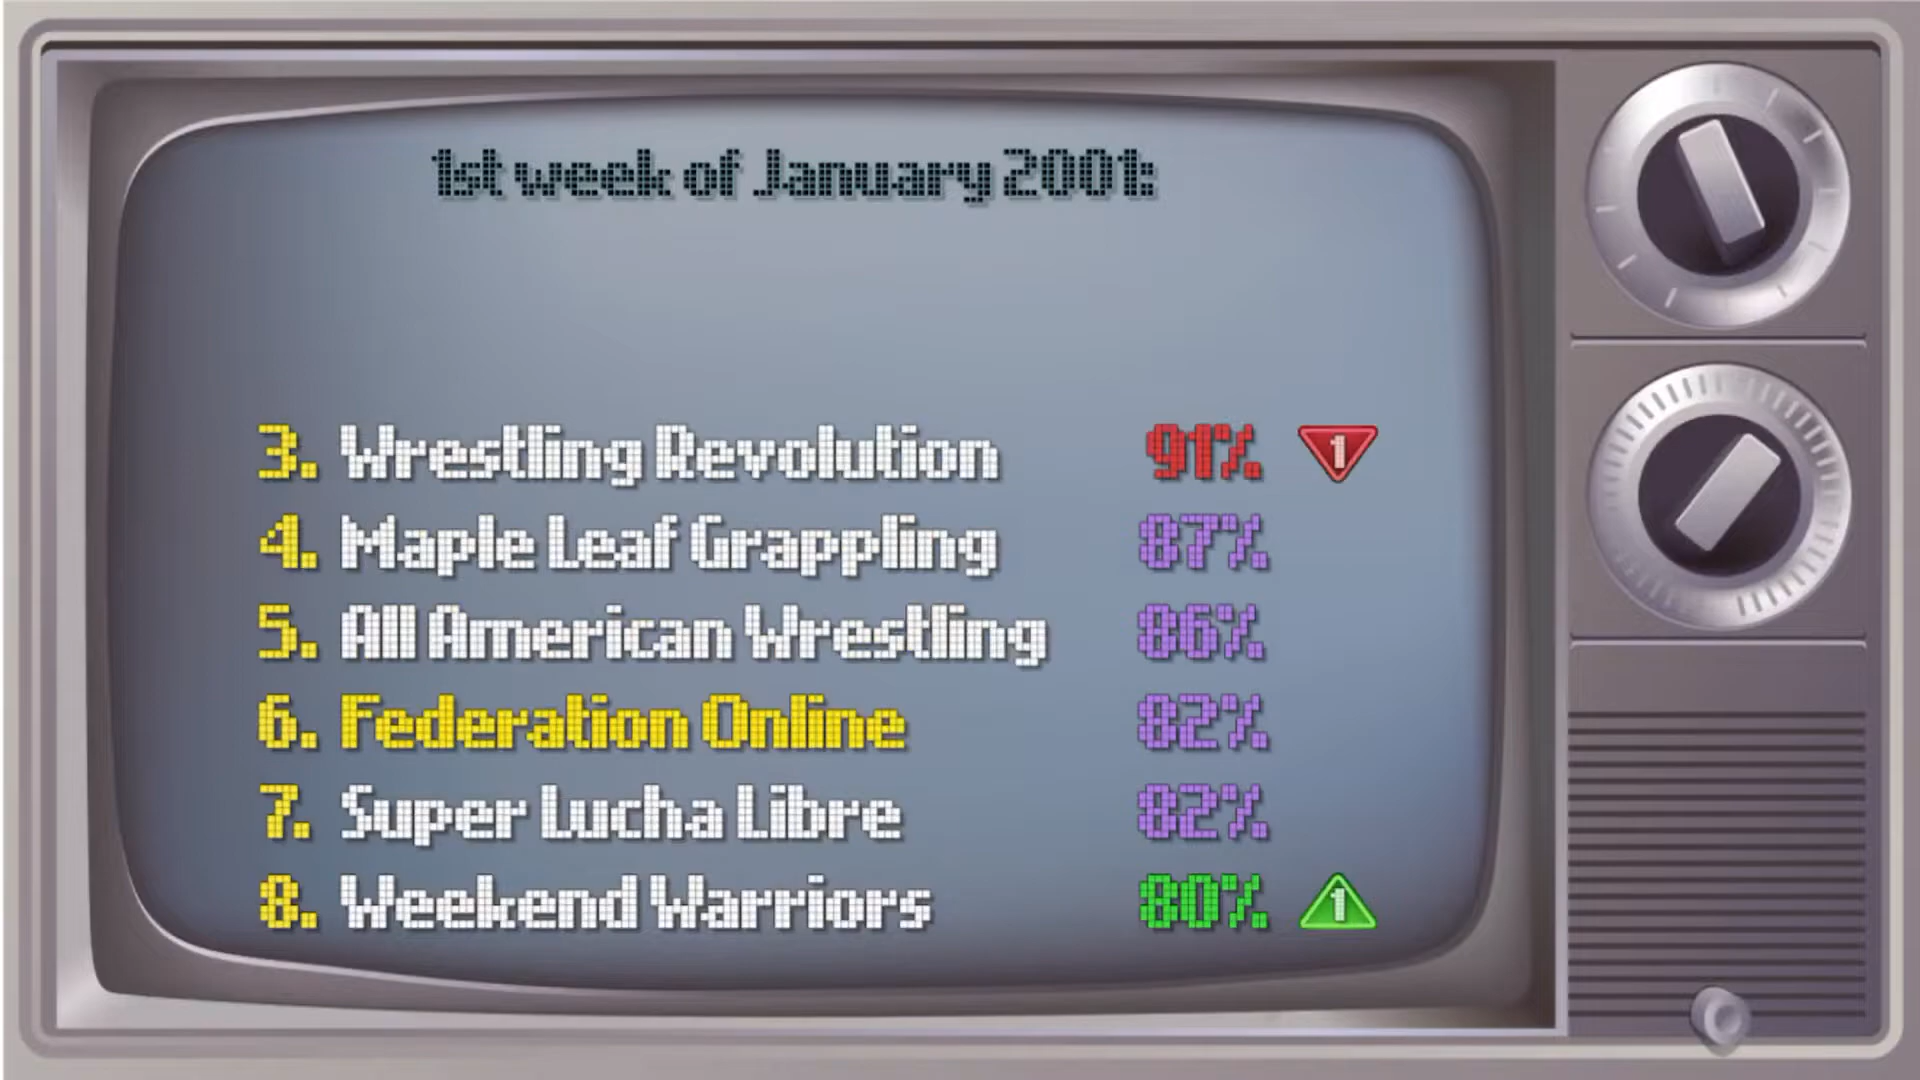 1st week of January 2001:
3. Wrestling Revolution 91% 1
4. Maple Leaf Grappling 87%
5. All American Wrestling 86%
6. Federation Online 82%
7. Super Lucha Libre 82%
8. Weekend Warriors 80% 1